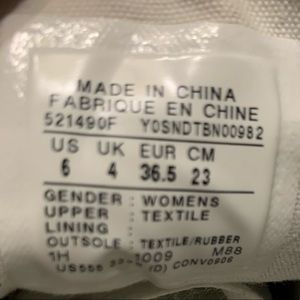 MADE IN CHINA
FABRIQUE EN CHINE
521490F Y0SNDTBN00982
US UK EUR CM
6 4 36.5 23
GENDER : WOMENS
UPPER : TEXTILE
LINING :
OUTSOLE : TEXTILE/RUBBER
1H 1009 M88
(D) CONV0906